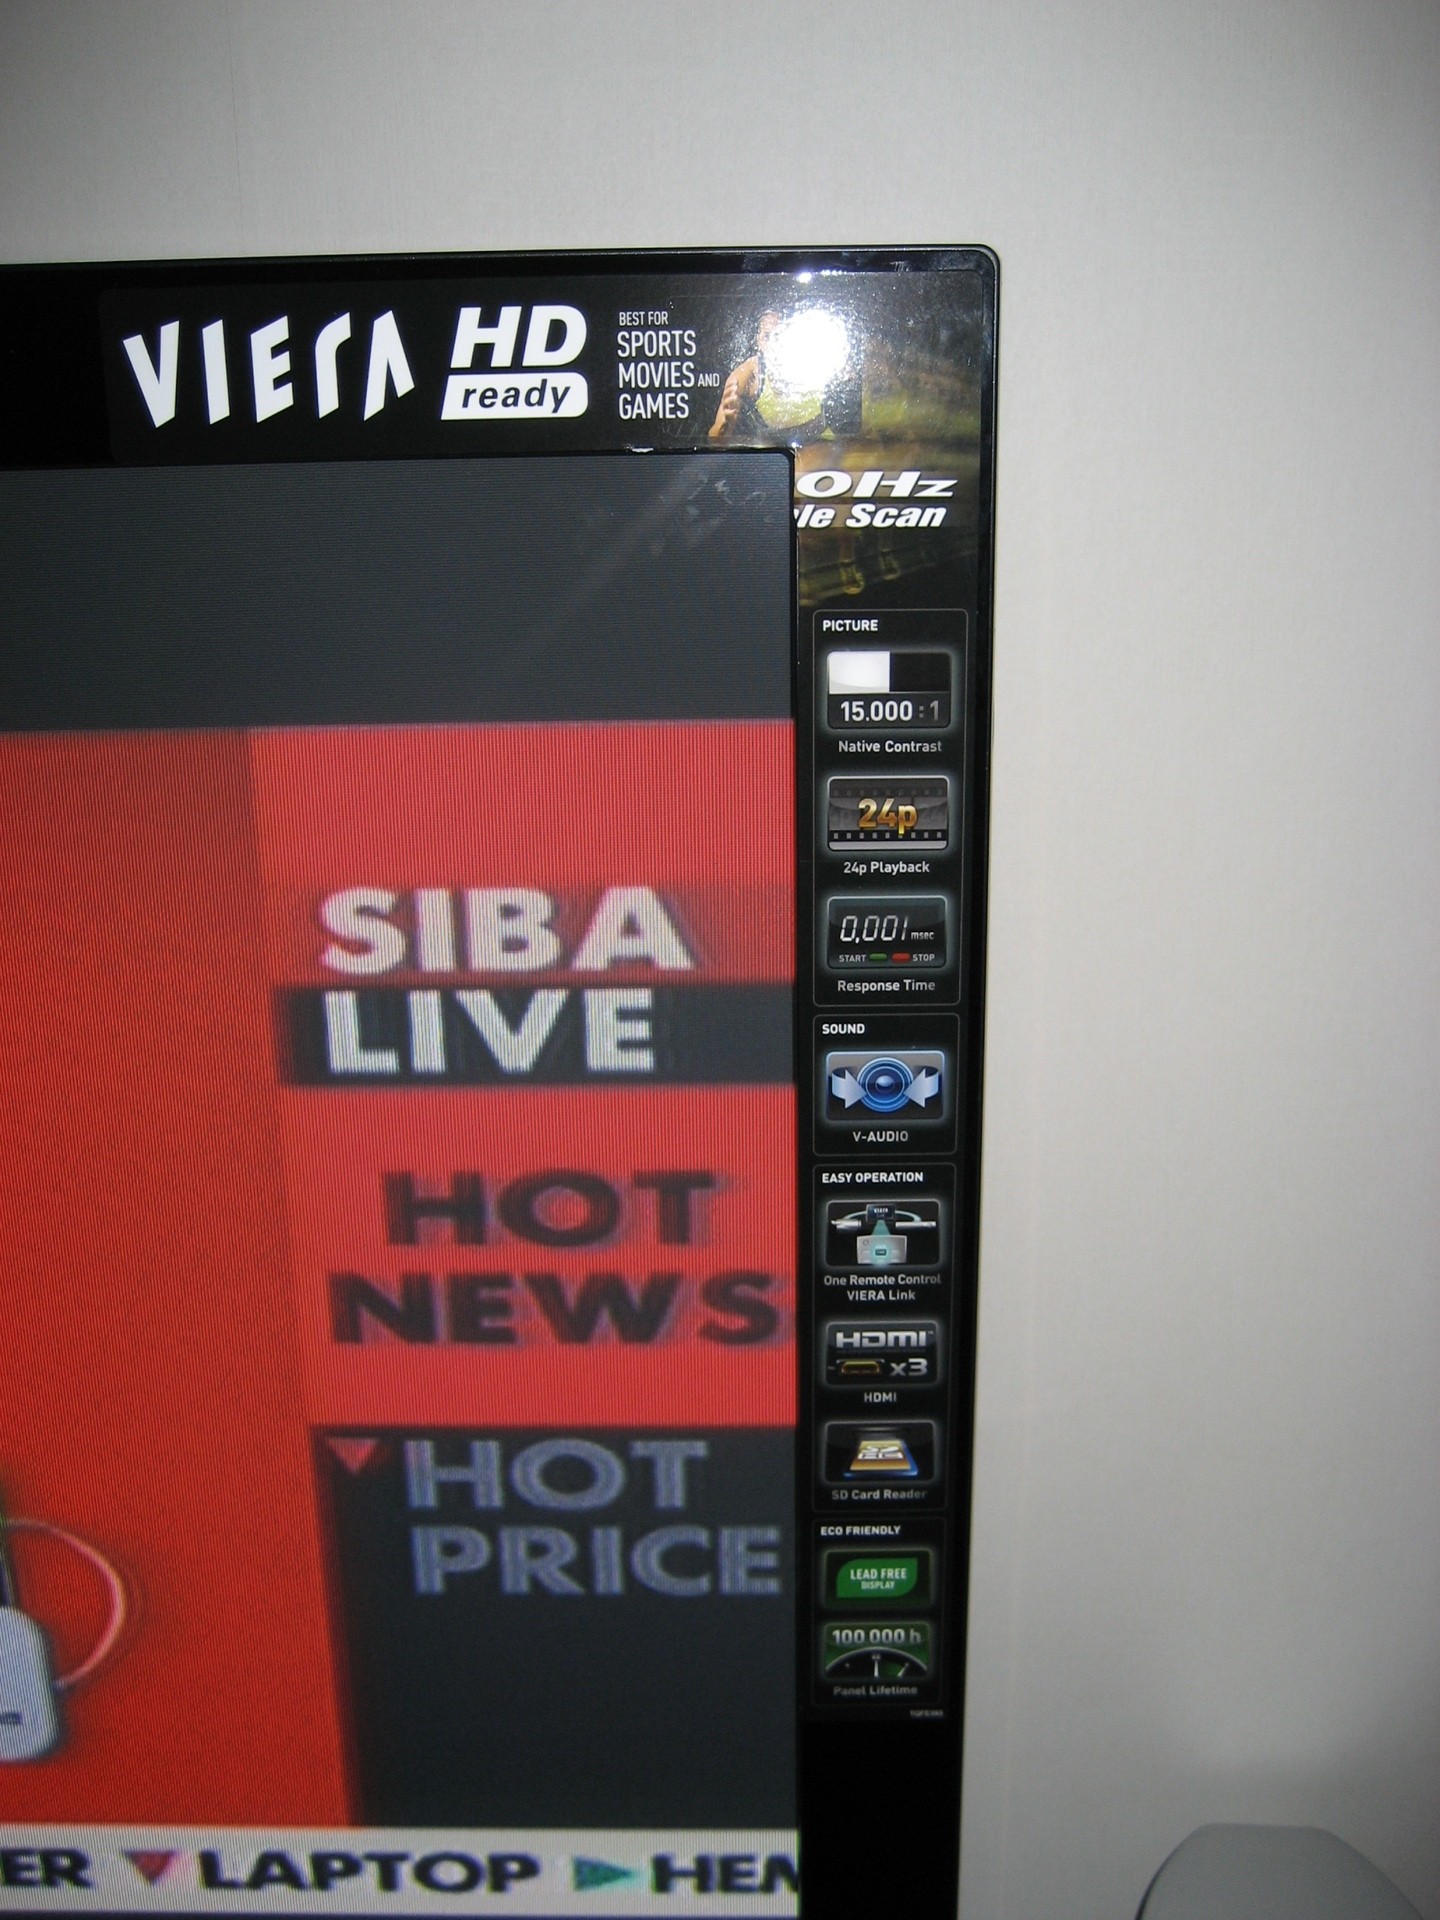 VIERA
HD
ready
BEST FOR
SPORTS
MOVIES AND
GAMES
0Hz
le Scan
PICTURE
15.000 : 1
Native Contrast
24p
24p Playback
0,001 msec
START STOP
Response Time
SOUND
V-AUDIO
EASY OPERATION
One Remote Control
VIERA Link
HDMI
x3
HDMI
SD Card Reader
ECO FRIENDLY
LEAD FREE
DISPLAY
100 000 h
Panel Lifetime
SIBA
LIVE
HOT
NEWS
HOT
PRICE
ER LAPTOP HEM